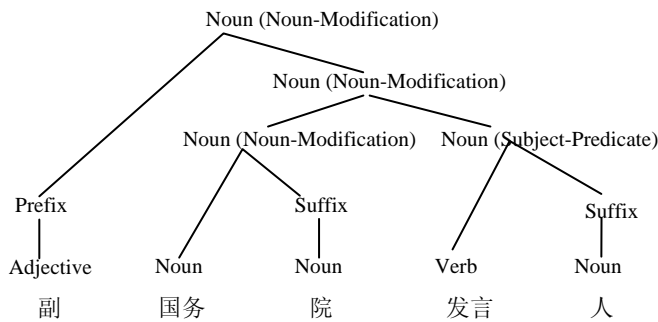 Noun (Noun-Modification)
Noun (Noun-Modification)
Noun (Noun-Modification) Noun (Subject-Predicate)
Prefix Suffix Suffix
Adjective Noun Noun Verb Noun
副 国务 院 发言 人